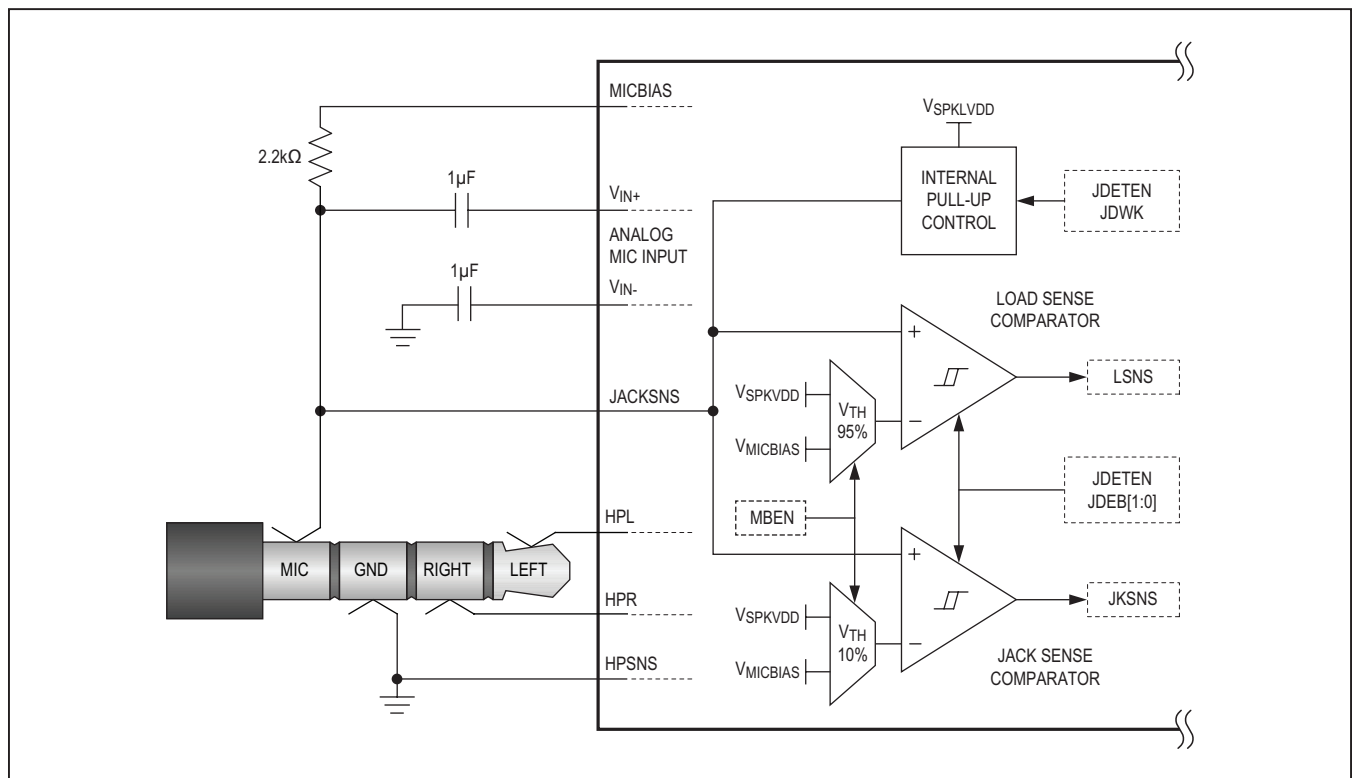 MICBIAS
2.2kΩ
1µF
VIN+
ANALOG
MIC INPUT
1µF
VIN-
JACKSNS
HPL
HPR
HPSNS
MIC
GND
RIGHT
LEFT
VSPKLVDD
INTERNAL
PULL-UP
CONTROL
JDETEN
JDWK
LOAD SENSE
COMPARATOR
VSPKVDD
VMICBIAS
VTH
95%
+
−
LSNS
MBEN
JDETEN
JDEB[1:0]
VSPKVDD
VMICBIAS
VTH
10%
+
−
JKSNS
JACK SENSE
COMPARATOR